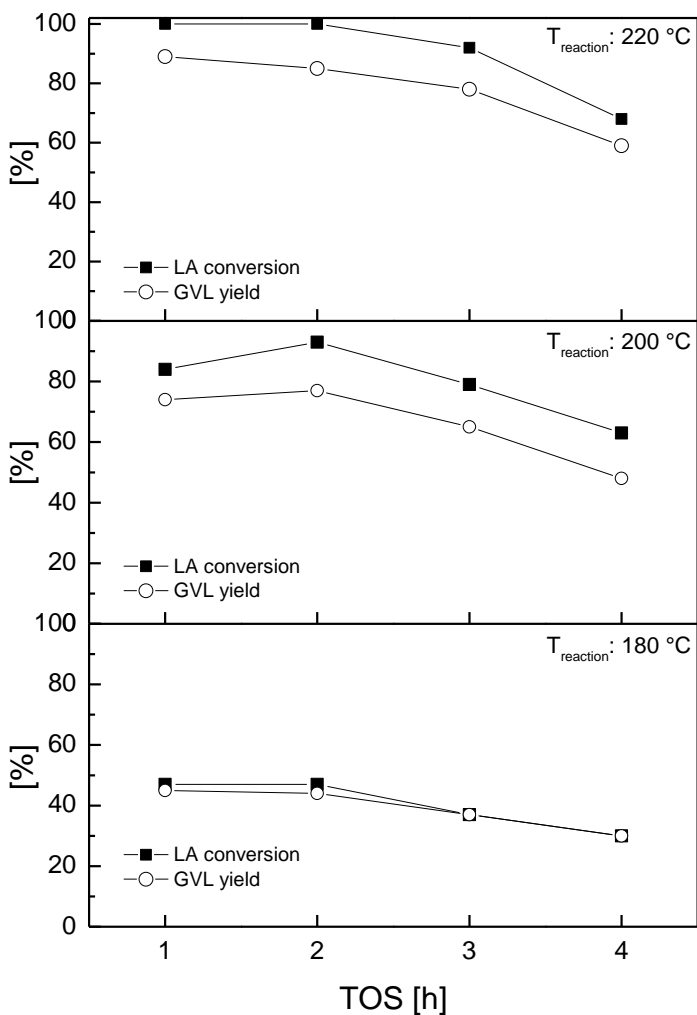 100
T_reaction: 220 °C
80
60
[%]
40
20
LA conversion
GVL yield
0
100
T_reaction: 200 °C
80
60
[%]
40
20
LA conversion
GVL yield
0
100
T_reaction: 180 °C
80
60
[%]
40
20
LA conversion
GVL yield
0
1 2 3 4
TOS [h]